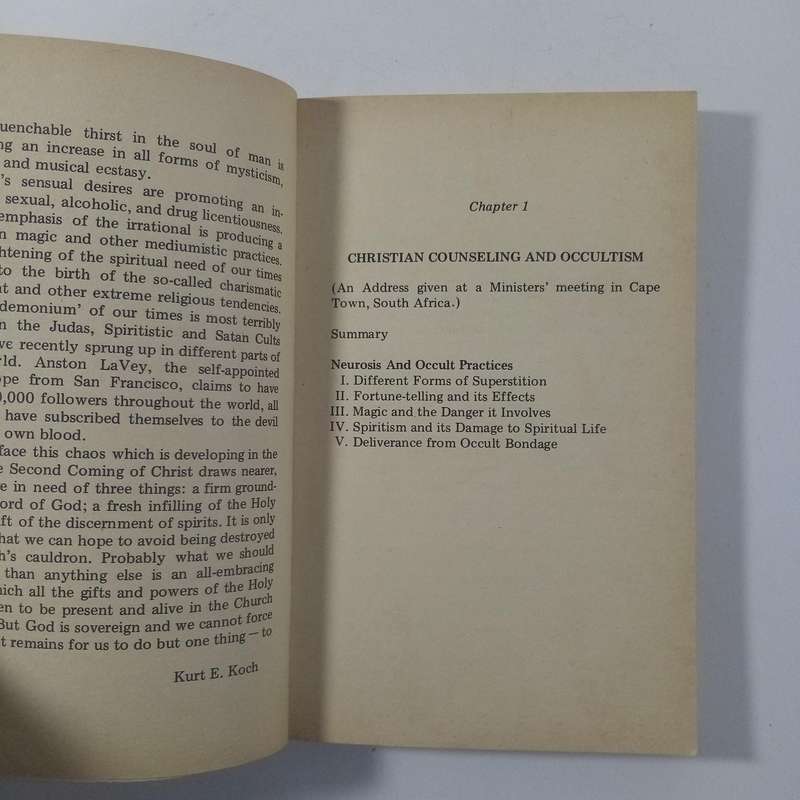 thirst in the soul of man is
an increase in all forms of mysticism,
and musical ecstasy.
's sensual desires are promoting an in-
sexual, alcoholic, and drug licentiousness.
emphasis of the irrational is producing a
magic and other mediumistic practices.
of the spiritual need of our times
to the birth of the so-called charismatic
and other extreme religious tendencies.
demonium' of our times is most terribly
the Judas, Spiritistic and Satan Cults
recently sprung up in different parts of
Anston LaVey, the self-appointed
from San Francisco, claims to have
0,000 followers throughout the world, all
have subscribed themselves to the devil
own blood.
face this chaos which is developing in the
Second Coming of Christ draws nearer,
in need of three things: a firm ground-
of God; a fresh infilling of the Holy
of the discernment of spirits. It is only
that we can hope to avoid being destroyed
's cauldron. Probably what we should
than anything else is an all-embracing
all the gifts and powers of the Holy
to be present and alive in the Church
But God is sovereign and we cannot force
remains for us to do but one thing — to
Kurt E. Koch
Chapter 1
CHRISTIAN COUNSELING AND OCCULTISM
(An Address given at a Ministers' meeting in Cape
Town, South Africa.)
Summary
Neurosis And Occult Practices
I. Different Forms of Superstition
II. Fortune-telling and its Effects
III. Magic and the Danger it Involves
IV. Spiritism and its Damage to Spiritual Life
V. Deliverance from Occult Bondage